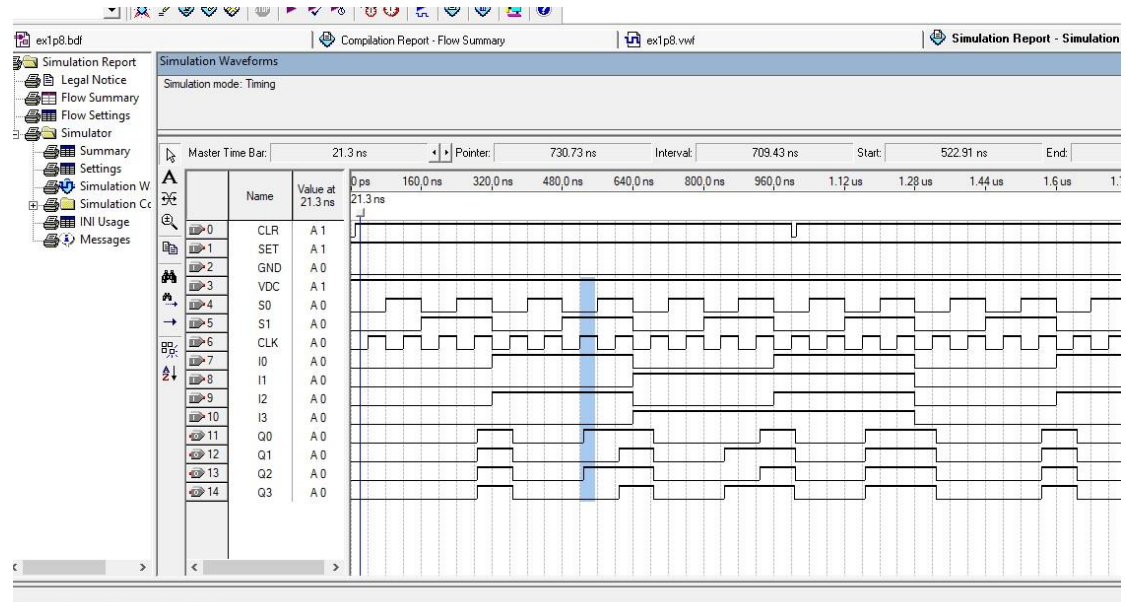 ex1p8.bdf
Compilation Report - Flow Summary
ex1p8.vwf
Simulation Report - Simulation
Simulation Report
Legal Notice
Flow Summary
Flow Settings
Simulator
Summary
Settings
Simulation W
Simulation Cc
INI Usage
Messages
Simulation Waveforms
Simulation mode: Timing
Master Time Bar: 21.3 ns Pointer: 730.73 ns Interval: 709.43 ns Start: 522.91 ns End:
Name Value at 21.3 ns
0 ps 160,0 ns 320,0 ns 480,0 ns 640,0 ns 800,0 ns 960,0 ns 1.12 us 1.28 us 1.44 us 1.6 us 1.
21.3 ns
0 CLR A 1
1 SET A 1
2 GND A 0
3 VDC A 1
4 S0 A 0
5 S1 A 0
6 CLK A 0
7 I0 A 0
8 I1 A 0
9 I2 A 0
10 I3 A 0
11 Q0 A 0
12 Q1 A 0
13 Q2 A 0
14 Q3 A 0